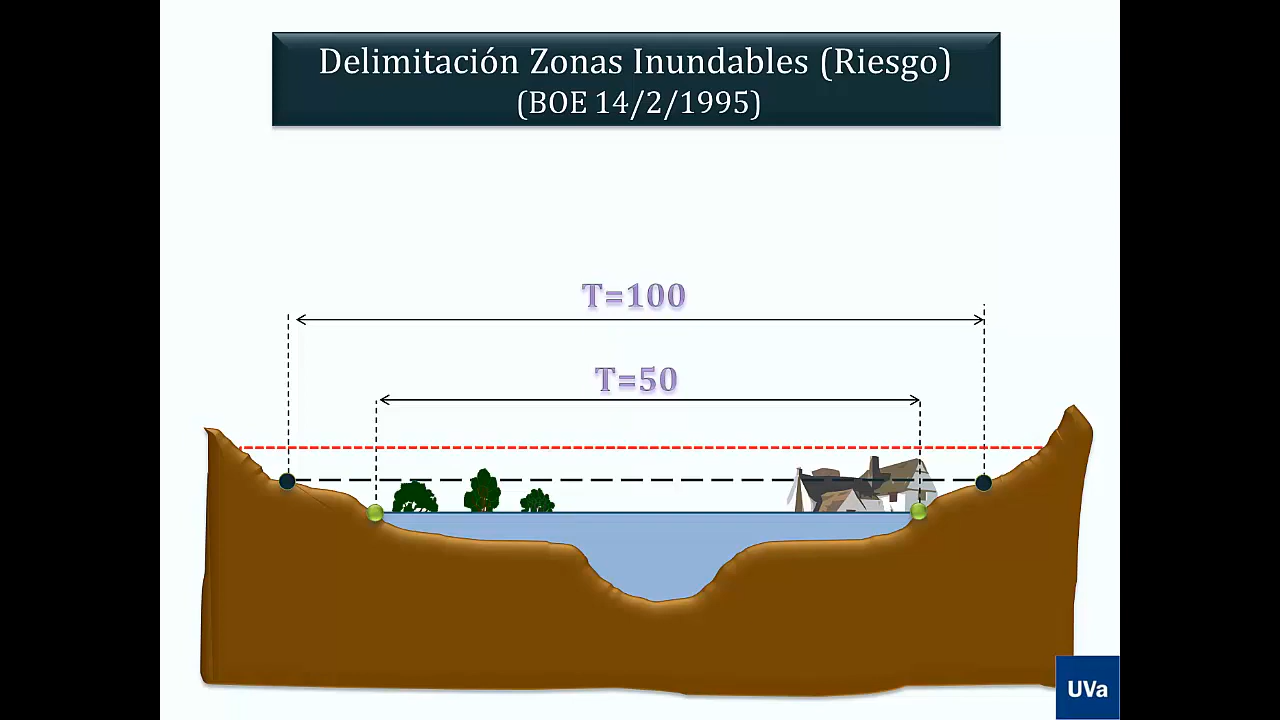 Delimitación Zonas Inundables (Riesgo)
(BOE 14/2/1995)
T=100
T=50
UVa